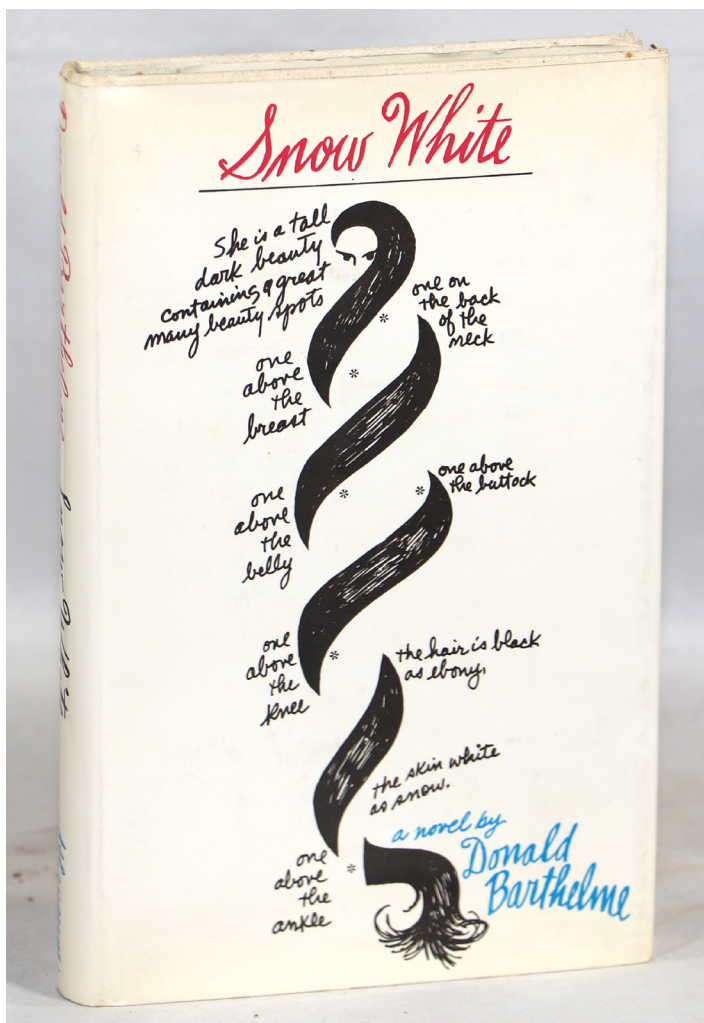 Snow White
She is a tall
dark beauty
containing a great
many beauty spots
one on
the back
of the
neck
one
above
the
breast
one above
the buttock
one
above
the
belly
one
above
the
knee
the hair is black
as ebony,
the skin white
as snow.
a novel by
Donald
Barthelme
one
above
the
ankle